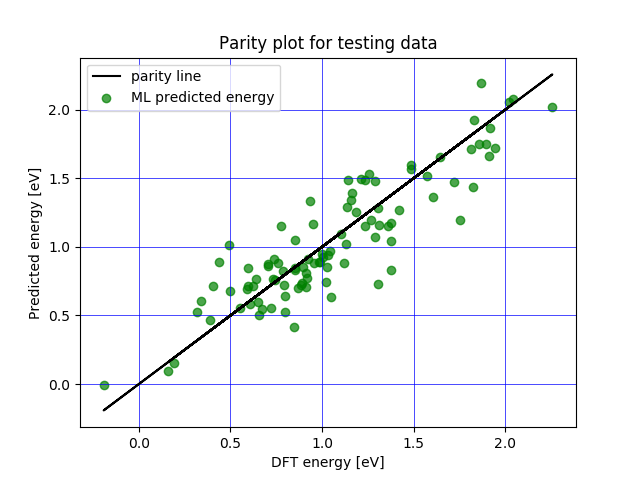 Parity plot for testing data
parity line
ML predicted energy
Predicted energy [eV]
2.0
1.5
1.0
0.5
0.0
0.0 0.5 1.0 1.5 2.0
DFT energy [eV]